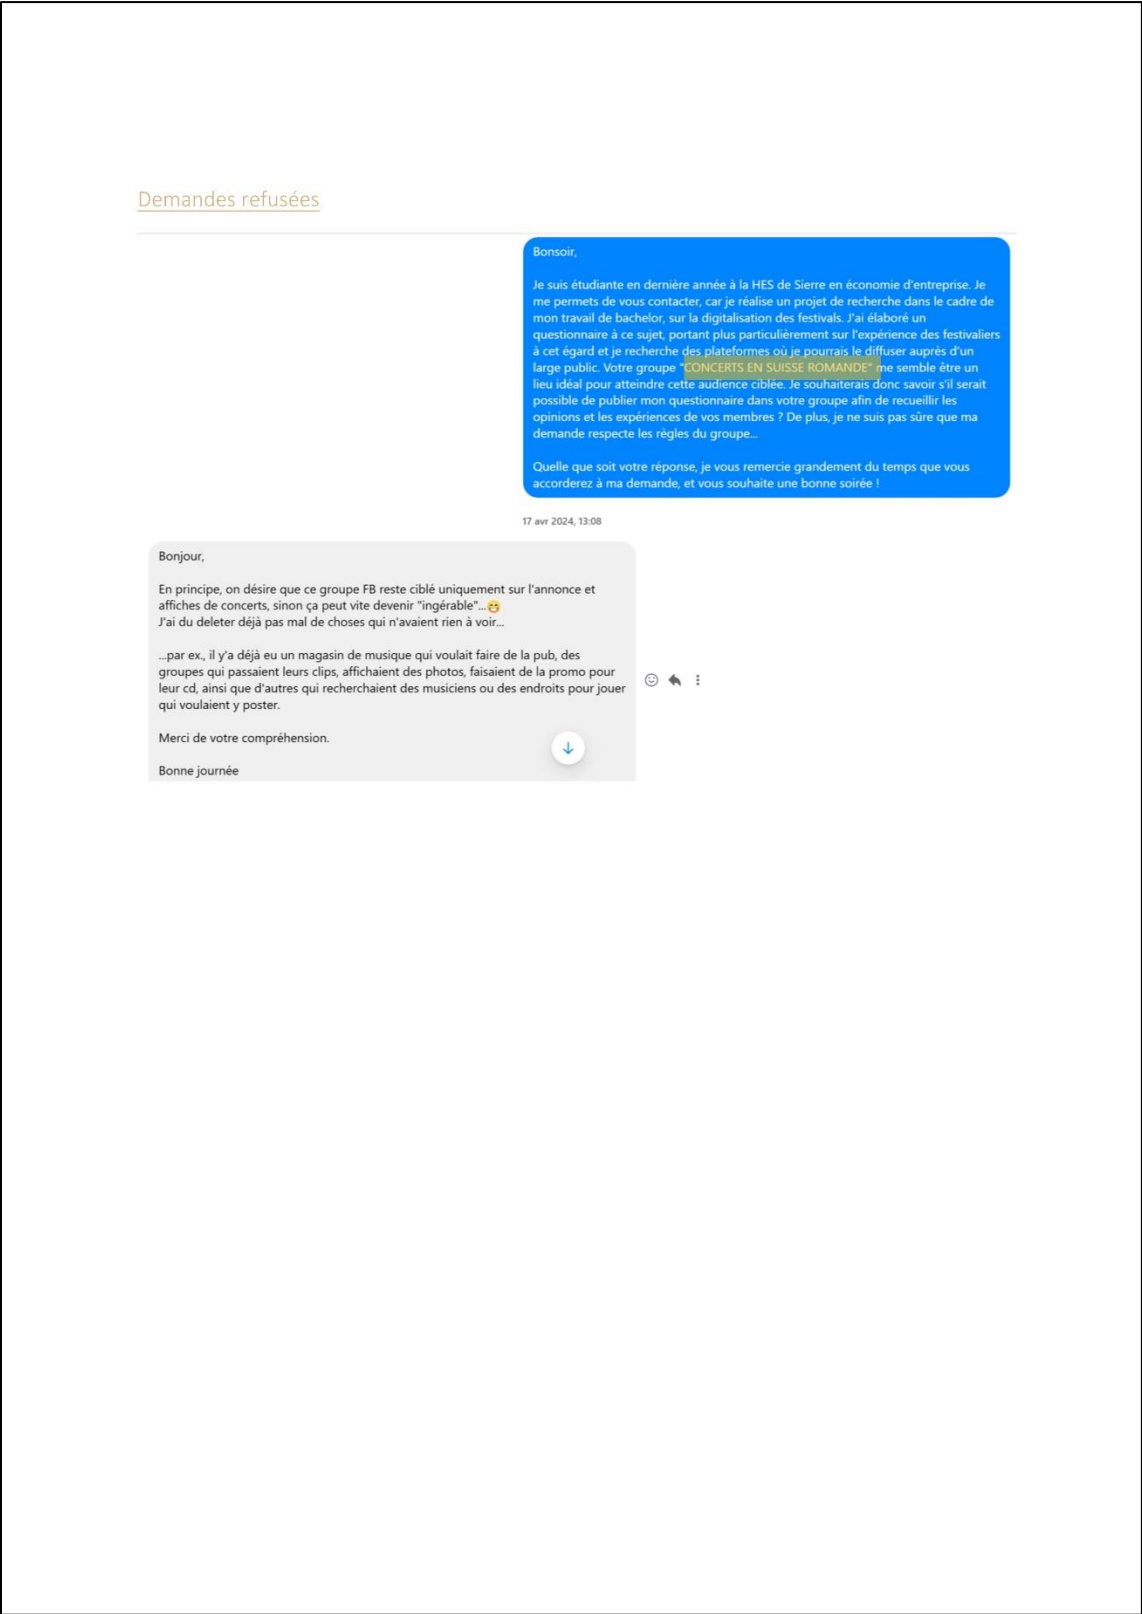 Demandes refusées
Bonsoir,
Je suis étudiante en dernière année à la HES de Sierre en économie d'entreprise. Je
me permets de vous contacter, car je réalise un projet de recherche dans le cadre de
mon travail de bachelor, sur la digitalisation des festivals. J'ai élaboré un
questionnaire à ce sujet, portant plus particulièrement sur l'expérience des festivaliers
à cet égard et je recherche des plateformes où je pourrais le diffuser auprès d'un
large public. Votre groupe "CONCERTS EN SUISSE ROMANDE" me semble être un
lieu idéal pour atteindre cette audience ciblée. Je souhaiterais donc savoir s'il serait
possible de publier mon questionnaire dans votre groupe afin de recueillir les
opinions et les expériences de vos membres ? De plus, je ne suis pas sûre que ma
demande respecte les règles du groupe...
Quelle que soit votre réponse, je vous remercie grandement du temps que vous
accorderez à ma demande, et vous souhaite une bonne soirée !
17 avr 2024, 13:08
Bonjour,
En principe, on désire que ce groupe FB reste ciblé uniquement sur l'annonce et
affiches de concerts, sinon ça peut vite devenir "ingérable"...😁
J'ai du deleter déjà pas mal de choses qui n'avaient rien à voir...
...par ex., il y'a déjà eu un magasin de musique qui voulait faire de la pub, des
groupes qui passaient leurs clips, affichaient des photos, faisaient de la promo pour
leur cd, ainsi que d'autres qui recherchaient des musiciens ou des endroits pour jouer
qui voulaient y poster.
Merci de votre compréhension.
Bonne journée